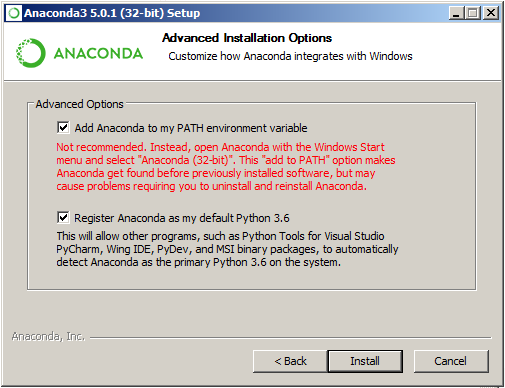 Anaconda3 5.0.1 (32-bit) Setup
ANACONDA
Advanced Installation Options
Customize how Anaconda integrates with Windows
Advanced Options
Add Anaconda to my PATH environment variable
Not recommended. Instead, open Anaconda with the Windows Start
menu and select "Anaconda (32-bit)". This "add to PATH" option makes
Anaconda get found before previously installed software, but may
cause problems requiring you to uninstall and reinstall Anaconda.
Register Anaconda as my default Python 3.6
This will allow other programs, such as Python Tools for Visual Studio
PyCharm, Wing IDE, PyDev, and MSI binary packages, to automatically
detect Anaconda as the primary Python 3.6 on the system.
Anaconda, Inc.
< Back
Install
Cancel